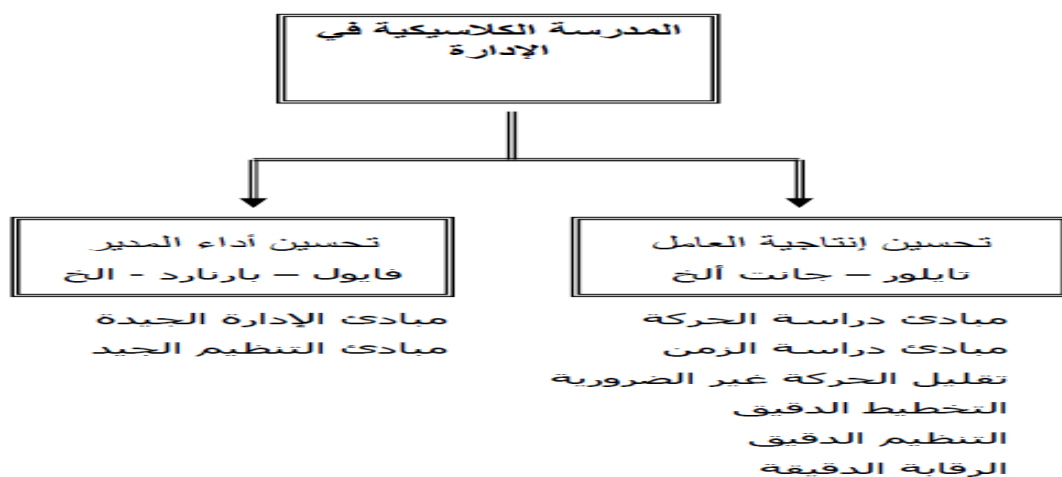 المدرسة الكلاسيكية في
الإدارة
تحسين إنتاجية العامل
تايلور – جانت ألخ
مبادئ دراسة الحركة
مبادئ دراسة الزمن
تقليل الحركة غير الضرورية
التخطيط الدقيق
التنظيم الدقيق
الرقابة الدقيقة
تحسين أداء المدير
فايول – بارنارد - الخ
مبادئ الإدارة الجيدة
مبادئ التنظيم الجيد